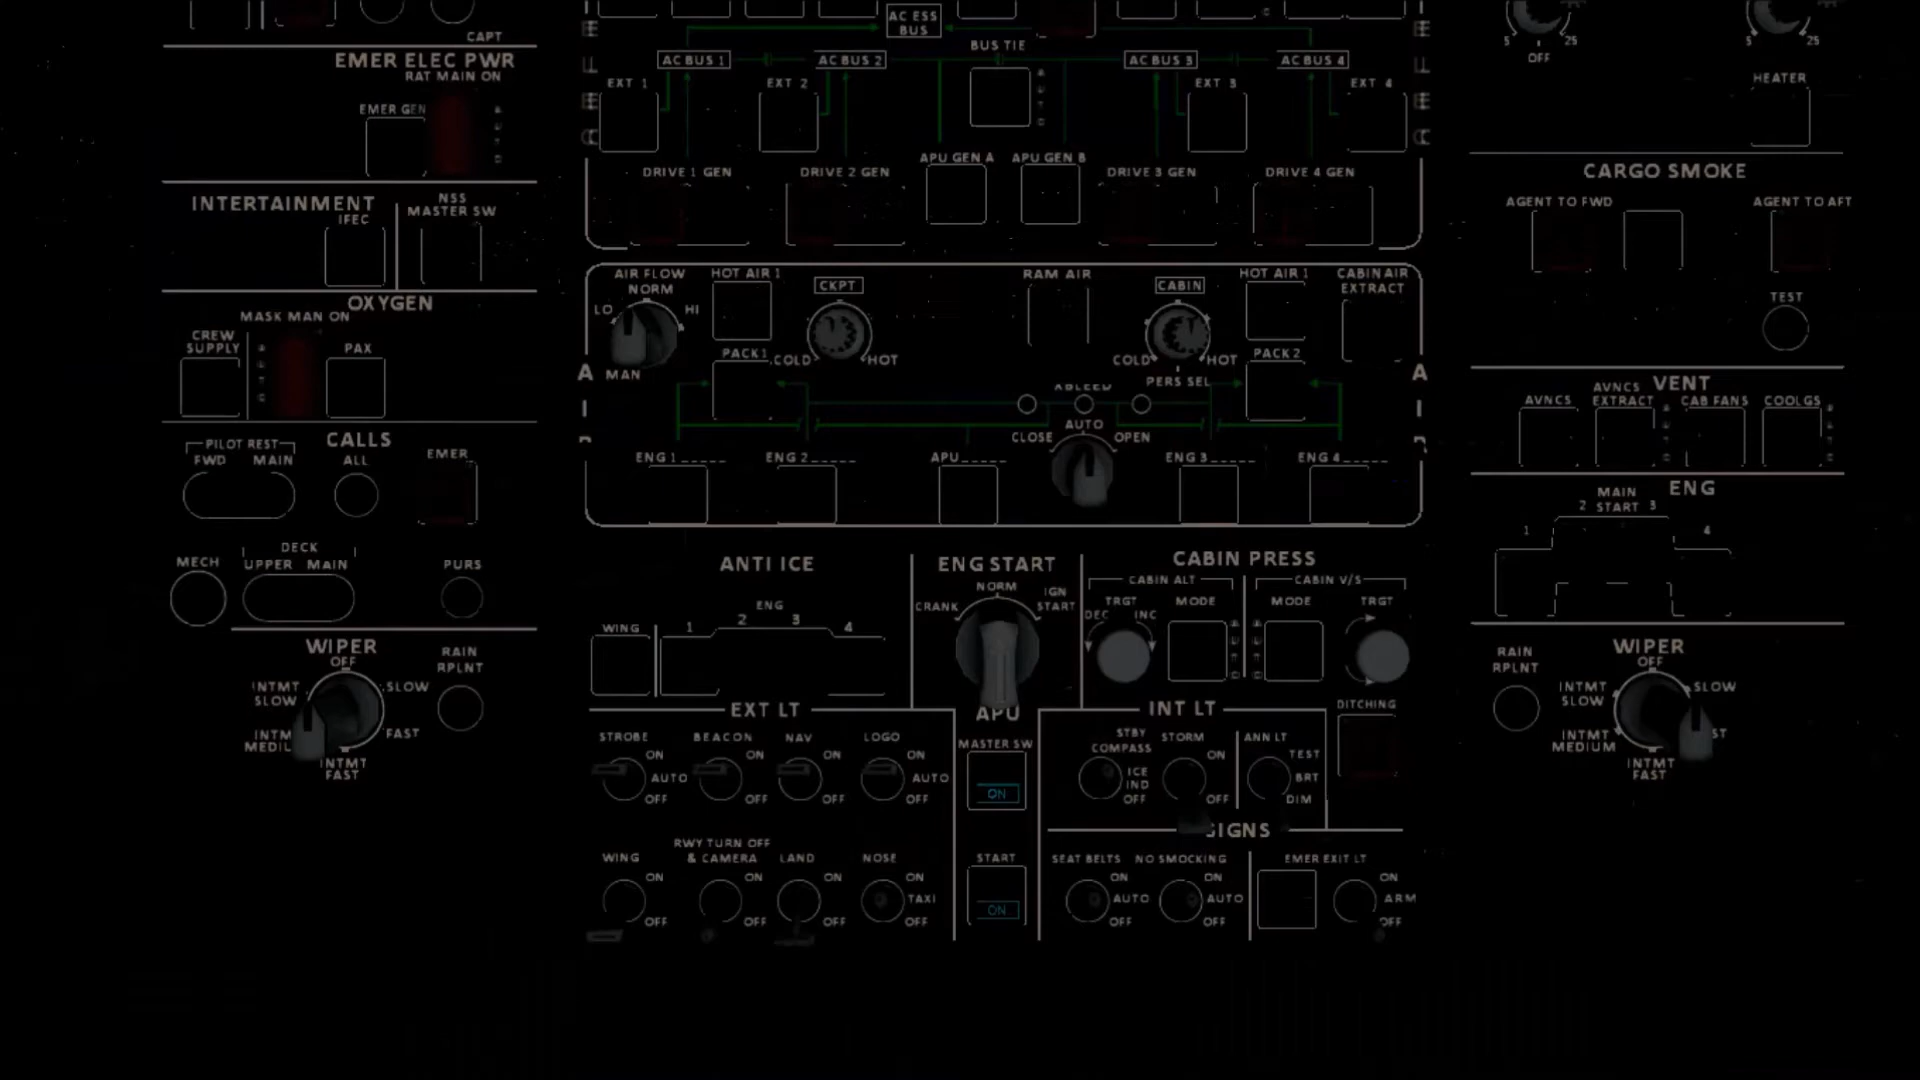 CAPT
EMER ELEC PWR
RAT MAIN ON
EMER GEN
AUTO
INTERTAINMENT
IFEC
NSS
MASTER SW
OXYGEN
MASK MAN ON
CREW
SUPPLY
PAX
PILOT REST
FWD MAIN
CALLS
ALL
EMER
MECH
DECK
UPPER MAIN
PURS
WIPER
OFF
RAIN
RPLNT
INTMT
SLOW
SLOW
FAST
INTMT
FAST
AC ESS
BUS
BUS TIE
AC BUS 1
AC BUS 2
AC BUS 3
AC BUS 4
EXT 1
EXT 2
AUTO
EXT 3
EXT 4
APU GEN A
APU GEN B
DRIVE 1 GEN
DRIVE 2 GEN
DRIVE 3 GEN
DRIVE 4 GEN
AIR FLOW
NORM
LO
HI
MAN
HOT AIR 1
CKPT
RAM AIR
CABIN
HOT AIR 1
CABIN AIR
EXTRACT
PACK 1
COLD
HOT
COLD
HOT
PACK 2
PERS SEL
A
A
AUTO
CLOSE
OPEN
ENG 1
ENG 2
APU
ENG 3
ENG 4
ANTI ICE
WING
ENG
1 2 3 4
ENG START
NORM
CRANK
IGN
START
CABIN PRESS
CABIN ALT
CABIN V/S
TRGT
DEC INC
MODE
MODE
TRGT
EXT LT
STROBE
BEACON
NAV
LOGO
ON
AUTO
OFF
ON
OFF
ON
OFF
ON
AUTO
OFF
WING
RWY TURN OFF
& CAMERA
LAND
NOSE
ON
OFF
ON
OFF
ON
OFF
ON
TAXI
OFF
APU
MASTER SW
ON
START
ON
INT LT
STBY
COMPASS
STORM
ANN LT
ICE
IND
OFF
ON
OFF
TEST
BRT
DIM
DITCHING
SIGNS
SEAT BELTS
NO SMOCKING
EMER EXIT LT
ON
AUTO
OFF
ON
AUTO
OFF
ON
ARM
OFF
5 25
OFF
5 25
HEATER
CARGO SMOKE
AGENT TO FWD
AGENT TO AFT
TEST
VENT
AVNCS
AVNCS
EXTRACT
CAB FANS
COOLGS
ENG
MAIN
START
1 2 3 4
RAIN
RPLNT
WIPER
OFF
INTMT
SLOW
SLOW
INTMT
MEDIUM
INTMT
FAST